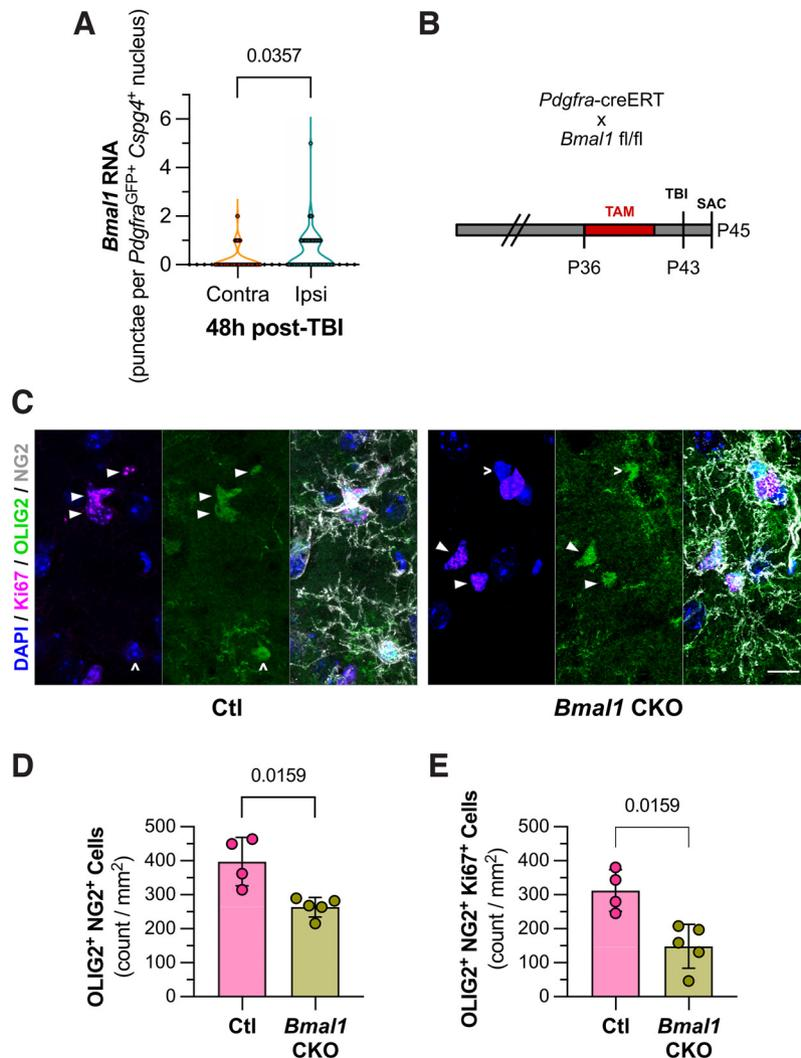 A
0.0357
Bmal1 RNA
(punctae per PdgfraGFP+ Cspg4+ nucleus)
6
4
2
0
Contra Ipsi
48h post-TBI
B
Pdgfra-creERT
x
Bmal1 fl/fl
TAM TBI SAC
P45
P36 P43
C
DAPI / Ki67 / OLIG2 / NG2
Ctl Bmal1 CKO
D
0.0159
OLIG2+ NG2+ Cells
(count / mm2)
500
400
300
200
100
0
Ctl Bmal1
CKO
E
0.0159
OLIG2+ NG2+ Ki67+ Cells
(count / mm2)
500
400
300
200
100
0
Ctl Bmal1
CKO